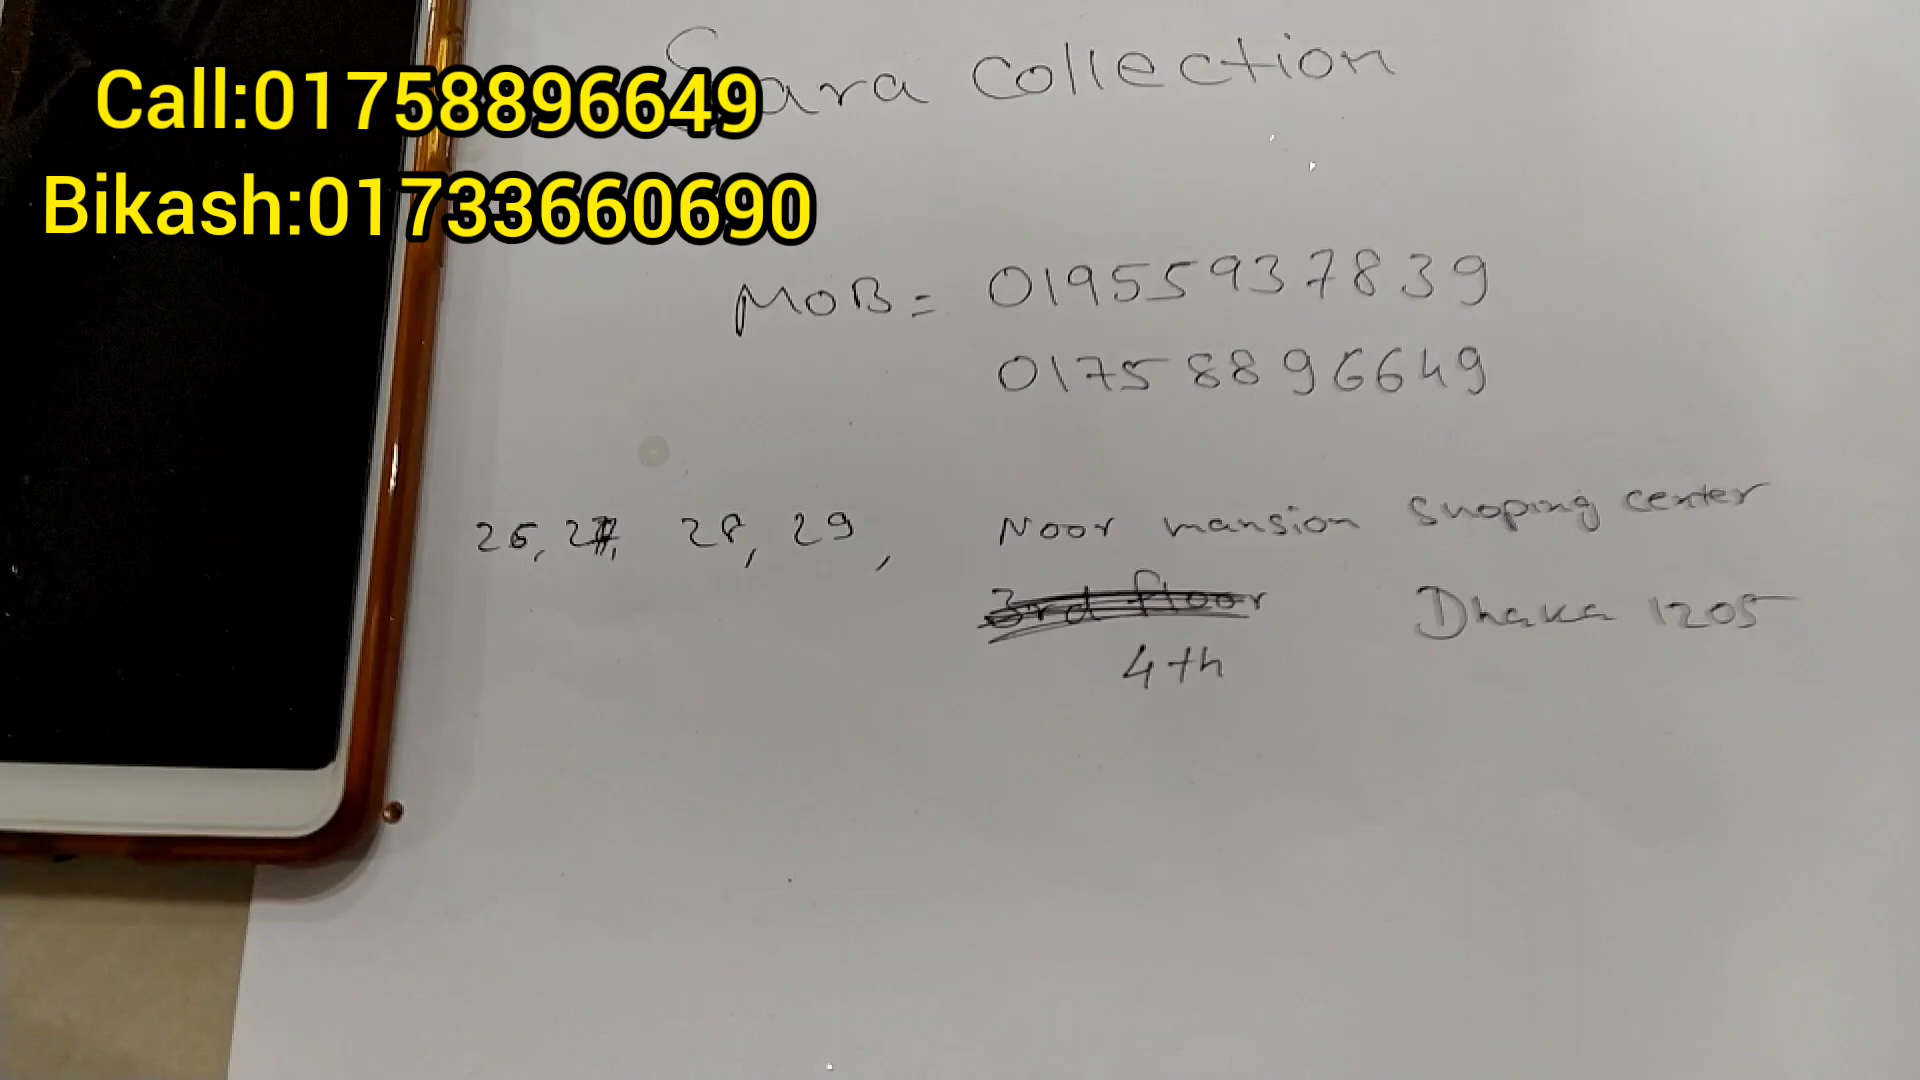 Call:01758896649
Bikash:01733660690
Sara collection
MOB = 01955937839
01758896649
26, 27, 28, 29, Noor mansion Shoping center
3rd floor Dhaka 1205
4th